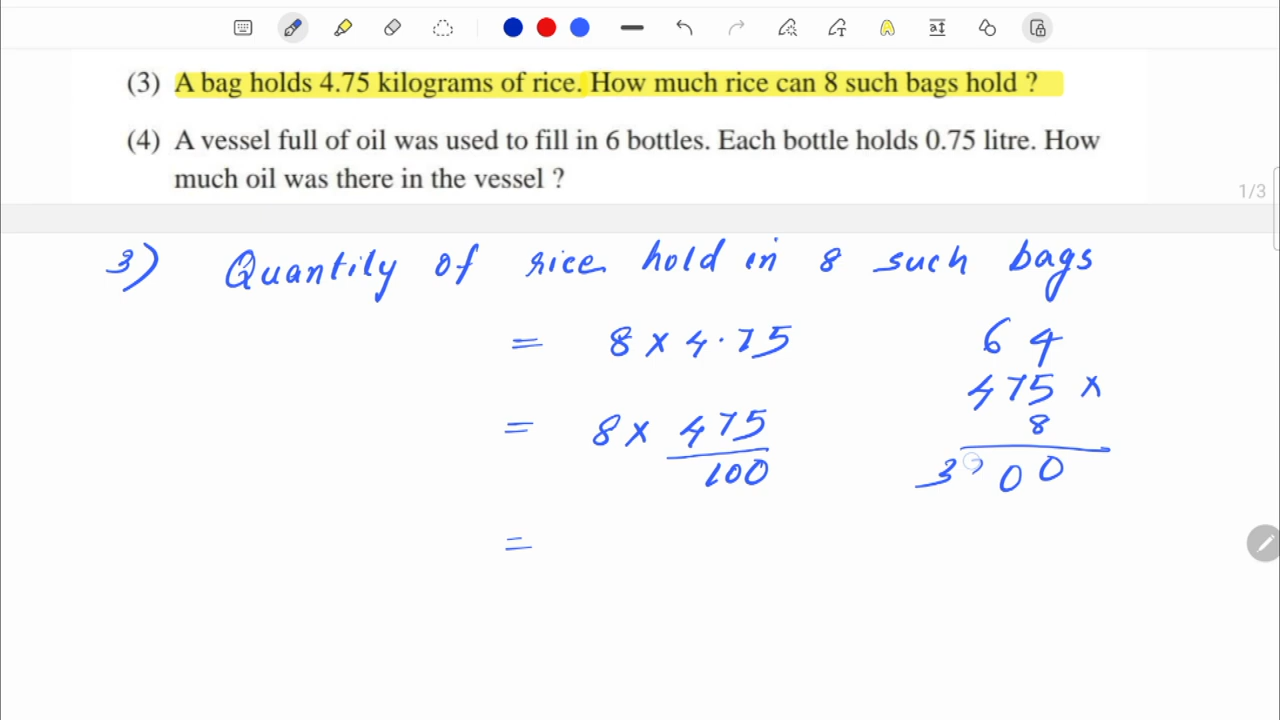 (3) A bag holds 4.75 kilograms of rice. How much rice can 8 such bags hold ?
(4) A vessel full of oil was used to fill in 6 bottles. Each bottle holds 0.75 litre. How
much oil was there in the vessel ?
1/3
3) Quantity of rice hold in 8 such bags
= 8 × 4.75
6 4
475 ×
8
= 8 × 475
100
3 00
=